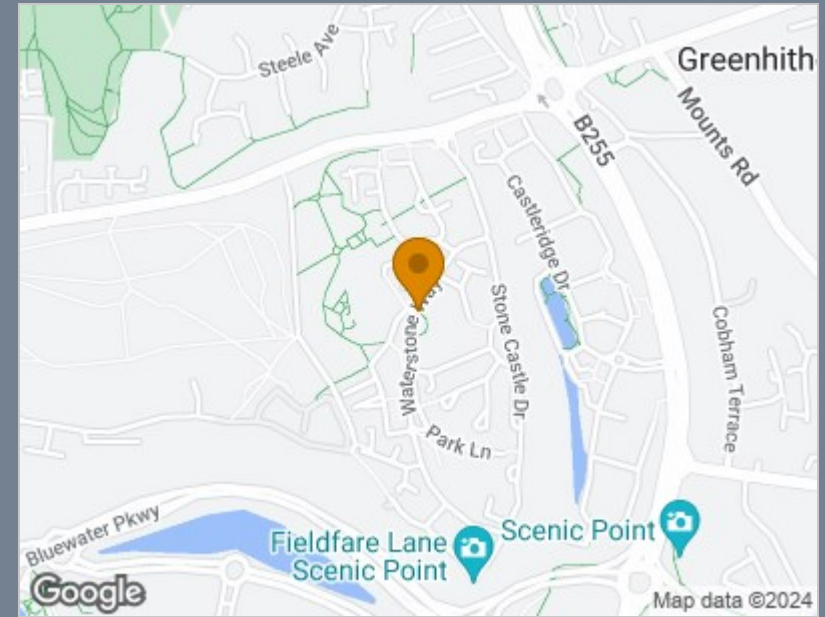 Steele Ave
Greenhith
Mounts Rd
B255
Castleridge Dr
Waterstone Way
Stone Castle Dr
Cobham Terrace
Park Ln
Bluewater Pkwy
Fieldfare Lane
Scenic Point
Scenic Point
Google
Map data ©2024